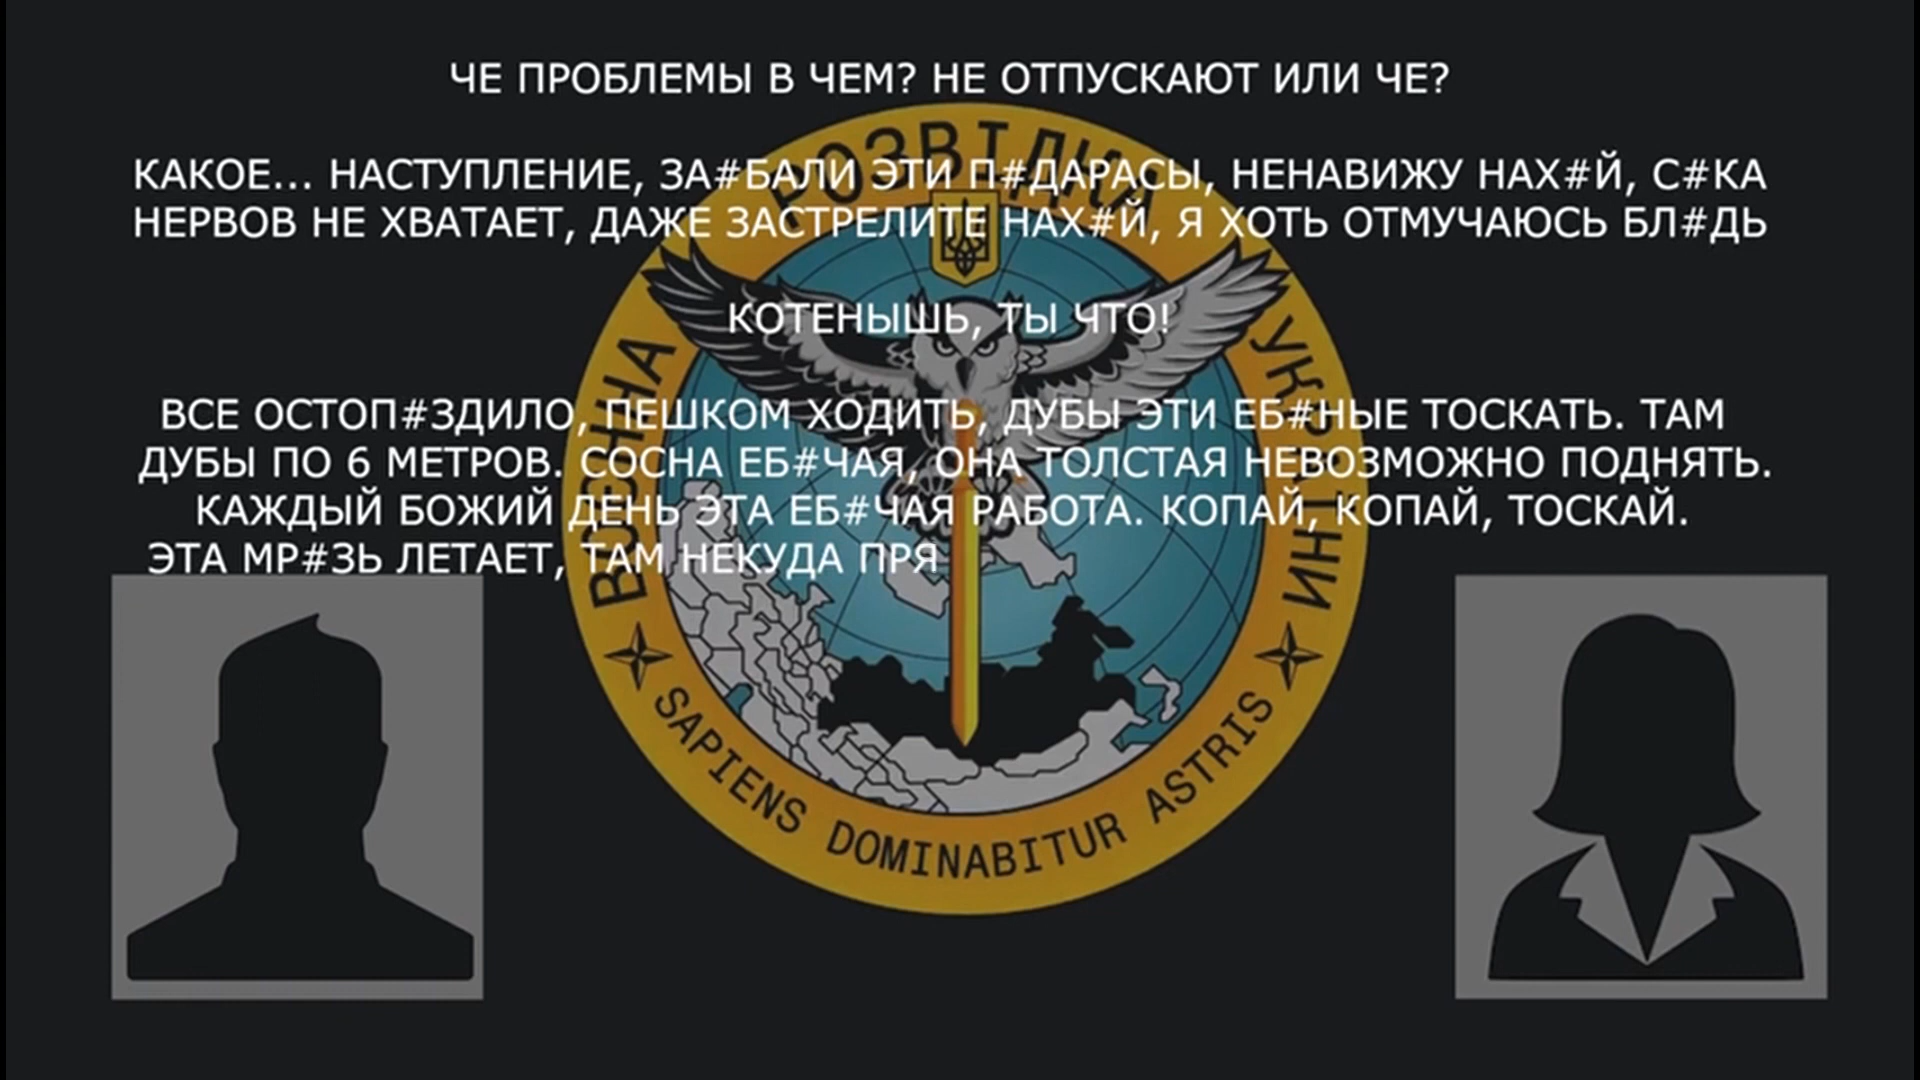 ЧЕ ПРОБЛЕМЫ В ЧЕМ? НЕ ОТПУСКАЮТ ИЛИ ЧЕ?
КАКОЕ... НАСТУПЛЕНИЕ, ЗА#БАЛИ ЭТИ П#ДАРАСЫ, НЕНАВИЖУ НАХ#Й, С#КА
НЕРВОВ НЕ ХВАТАЕТ, ДАЖЕ ЗАСТРЕЛИТЕ НАХ#Й, Я ХОТЬ ОТМУЧАЮСЬ БЛ#ДЬ
КОТЕНЫШЬ, ТЫ ЧТО!
ВСЕ ОСТОП#ЗДИЛО, ПЕШКОМ ХОДИТЬ, ДУБЫ ЭТИ ЕБ#НЫЕ ТОСКАТЬ. ТАМ
ДУБЫ ПО 6 МЕТРОВ. СОСНА ЕБ#ЧАЯ, ОНА ТОЛСТАЯ НЕВОЗМОЖНО ПОДНЯТЬ.
КАЖДЫЙ БОЖИЙ ДЕНЬ ЭТА ЕБ#ЧАЯ РАБОТА. КОПАЙ, КОПАЙ, ТОСКАЙ.
ЭТА МР#ЗЬ ЛЕТАЕТ, ТАМ НЕКУДА ПРЯ
ВОЄННА РОЗВІДКА УКРАЇНИ
SAPIENS DOMINABITUR ASTRIS